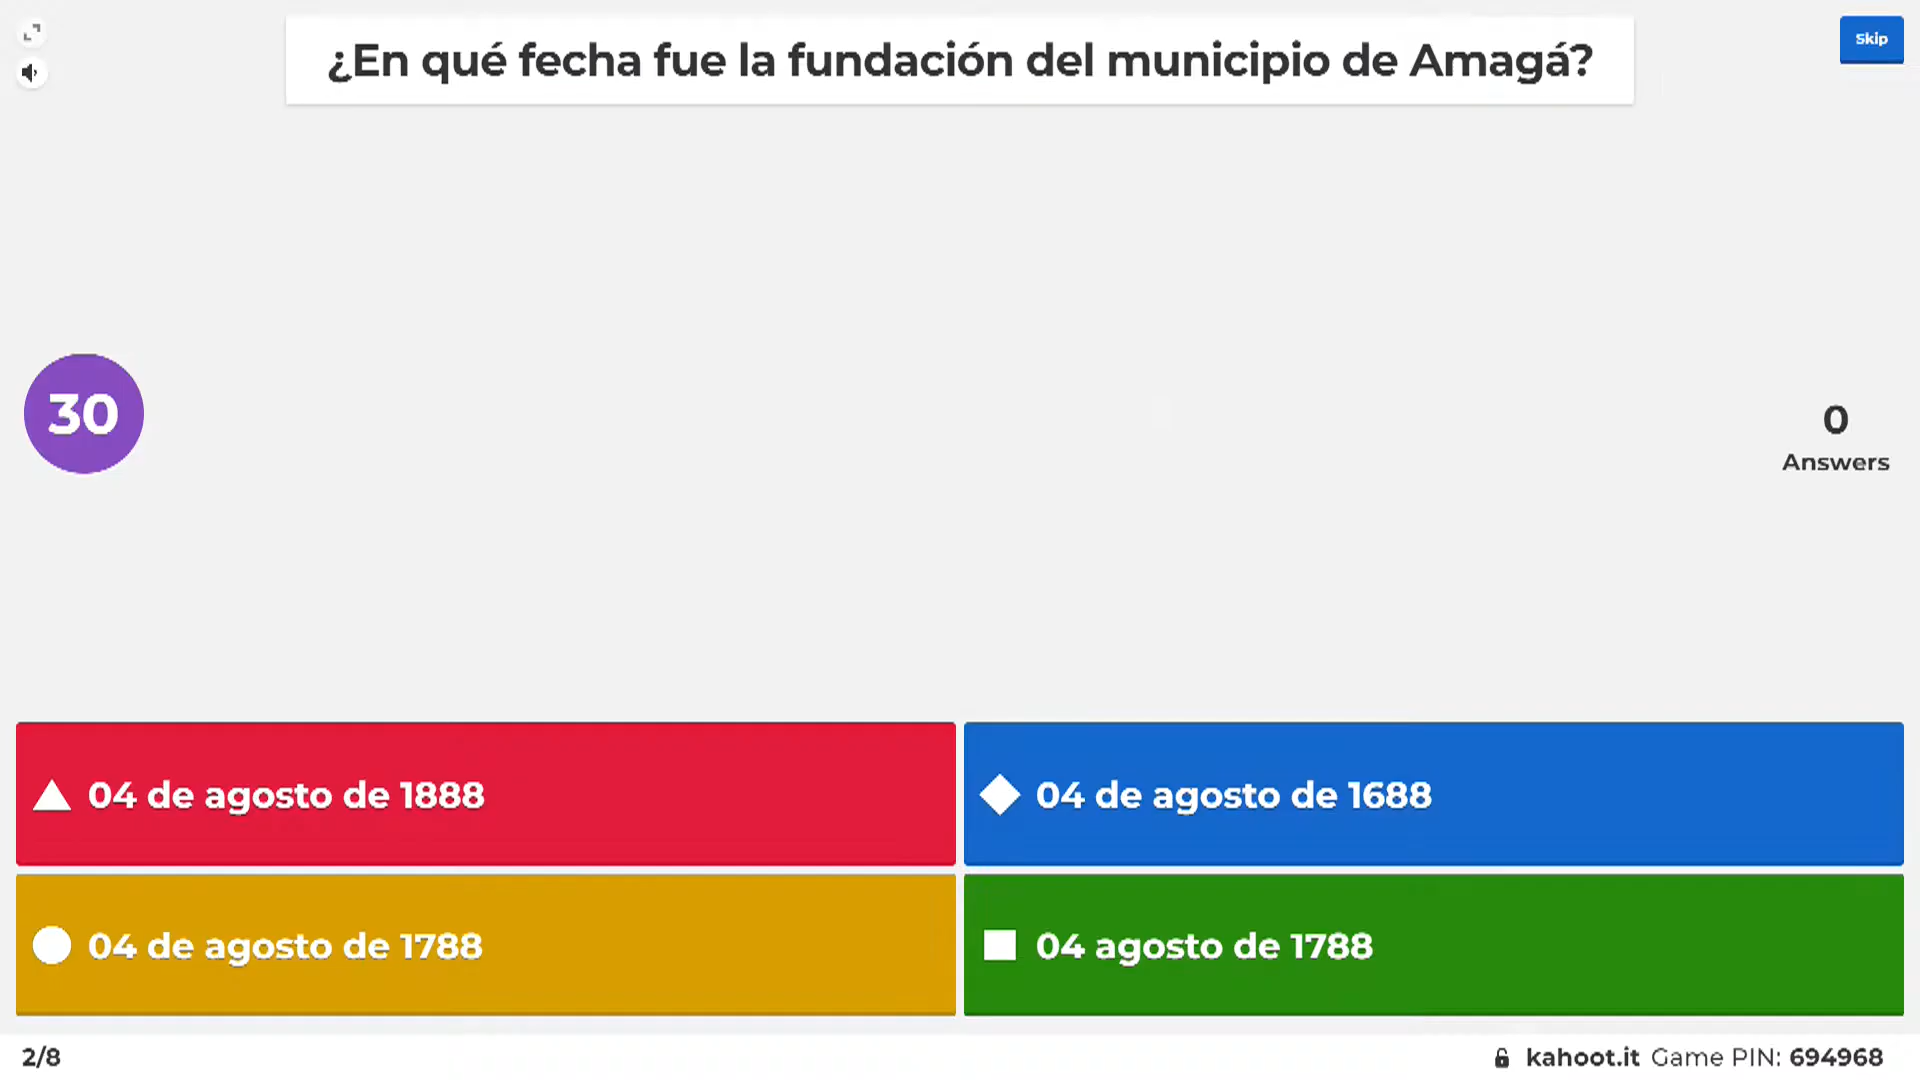 ¿En qué fecha fue la fundación del municipio de Amagá?
Skip
30
0
Answers
04 de agosto de 1888
04 de agosto de 1688
04 de agosto de 1788
04 agosto de 1788
2/8
kahoot.it Game PIN: 694968